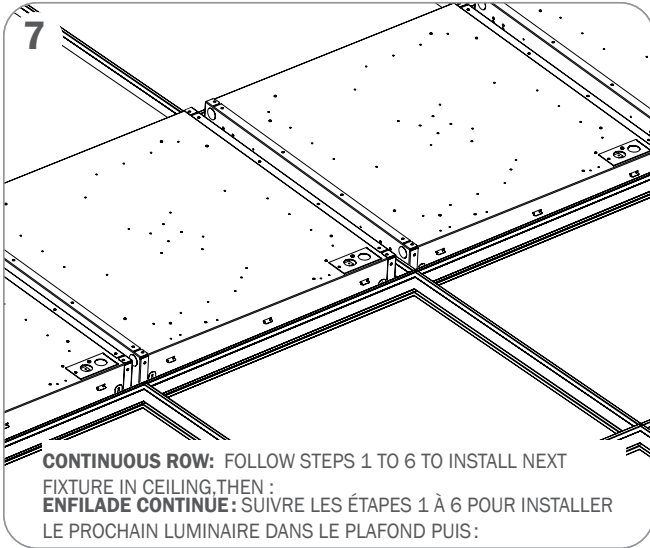 7
CONTINUOUS ROW: FOLLOW STEPS 1 TO 6 TO INSTALL NEXT
FIXTURE IN CEILING,THEN :
ENFILADE CONTINUE: SUIVRE LES ÉTAPES 1 À 6 POUR INSTALLER
LE PROCHAIN LUMINAIRE DANS LE PLAFOND PUIS: